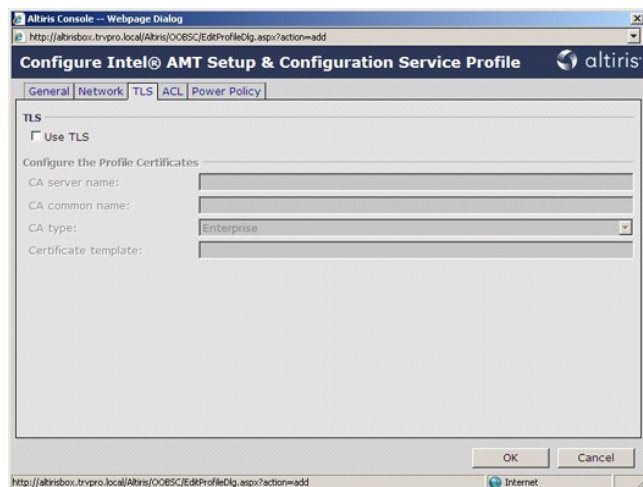 Altiris Console -- Webpage Dialog
http://altirisbox.trvpro.local/Altiris/OOBSC/EditProfileDlg.aspx?action=add
Configure Intel® AMT Setup & Configuration Service Profile altiris
General Network TLS ACL Power Policy
TLS
Use TLS
Configure the Profile Certificates
CA server name:
CA common name:
CA type: Enterprise
Certificate template:
OK Cancel
http://altirisbox.trvpro.local/Altiris/OOBSC/EditProfileDlg.aspx?action=add Internet